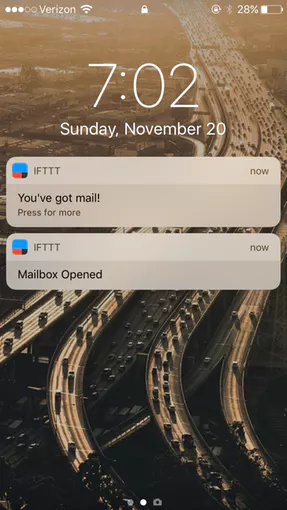 Verizon 28%
7:02
Sunday, November 20
IFTTT now
You've got mail!
Press for more
IFTTT now
Mailbox Opened